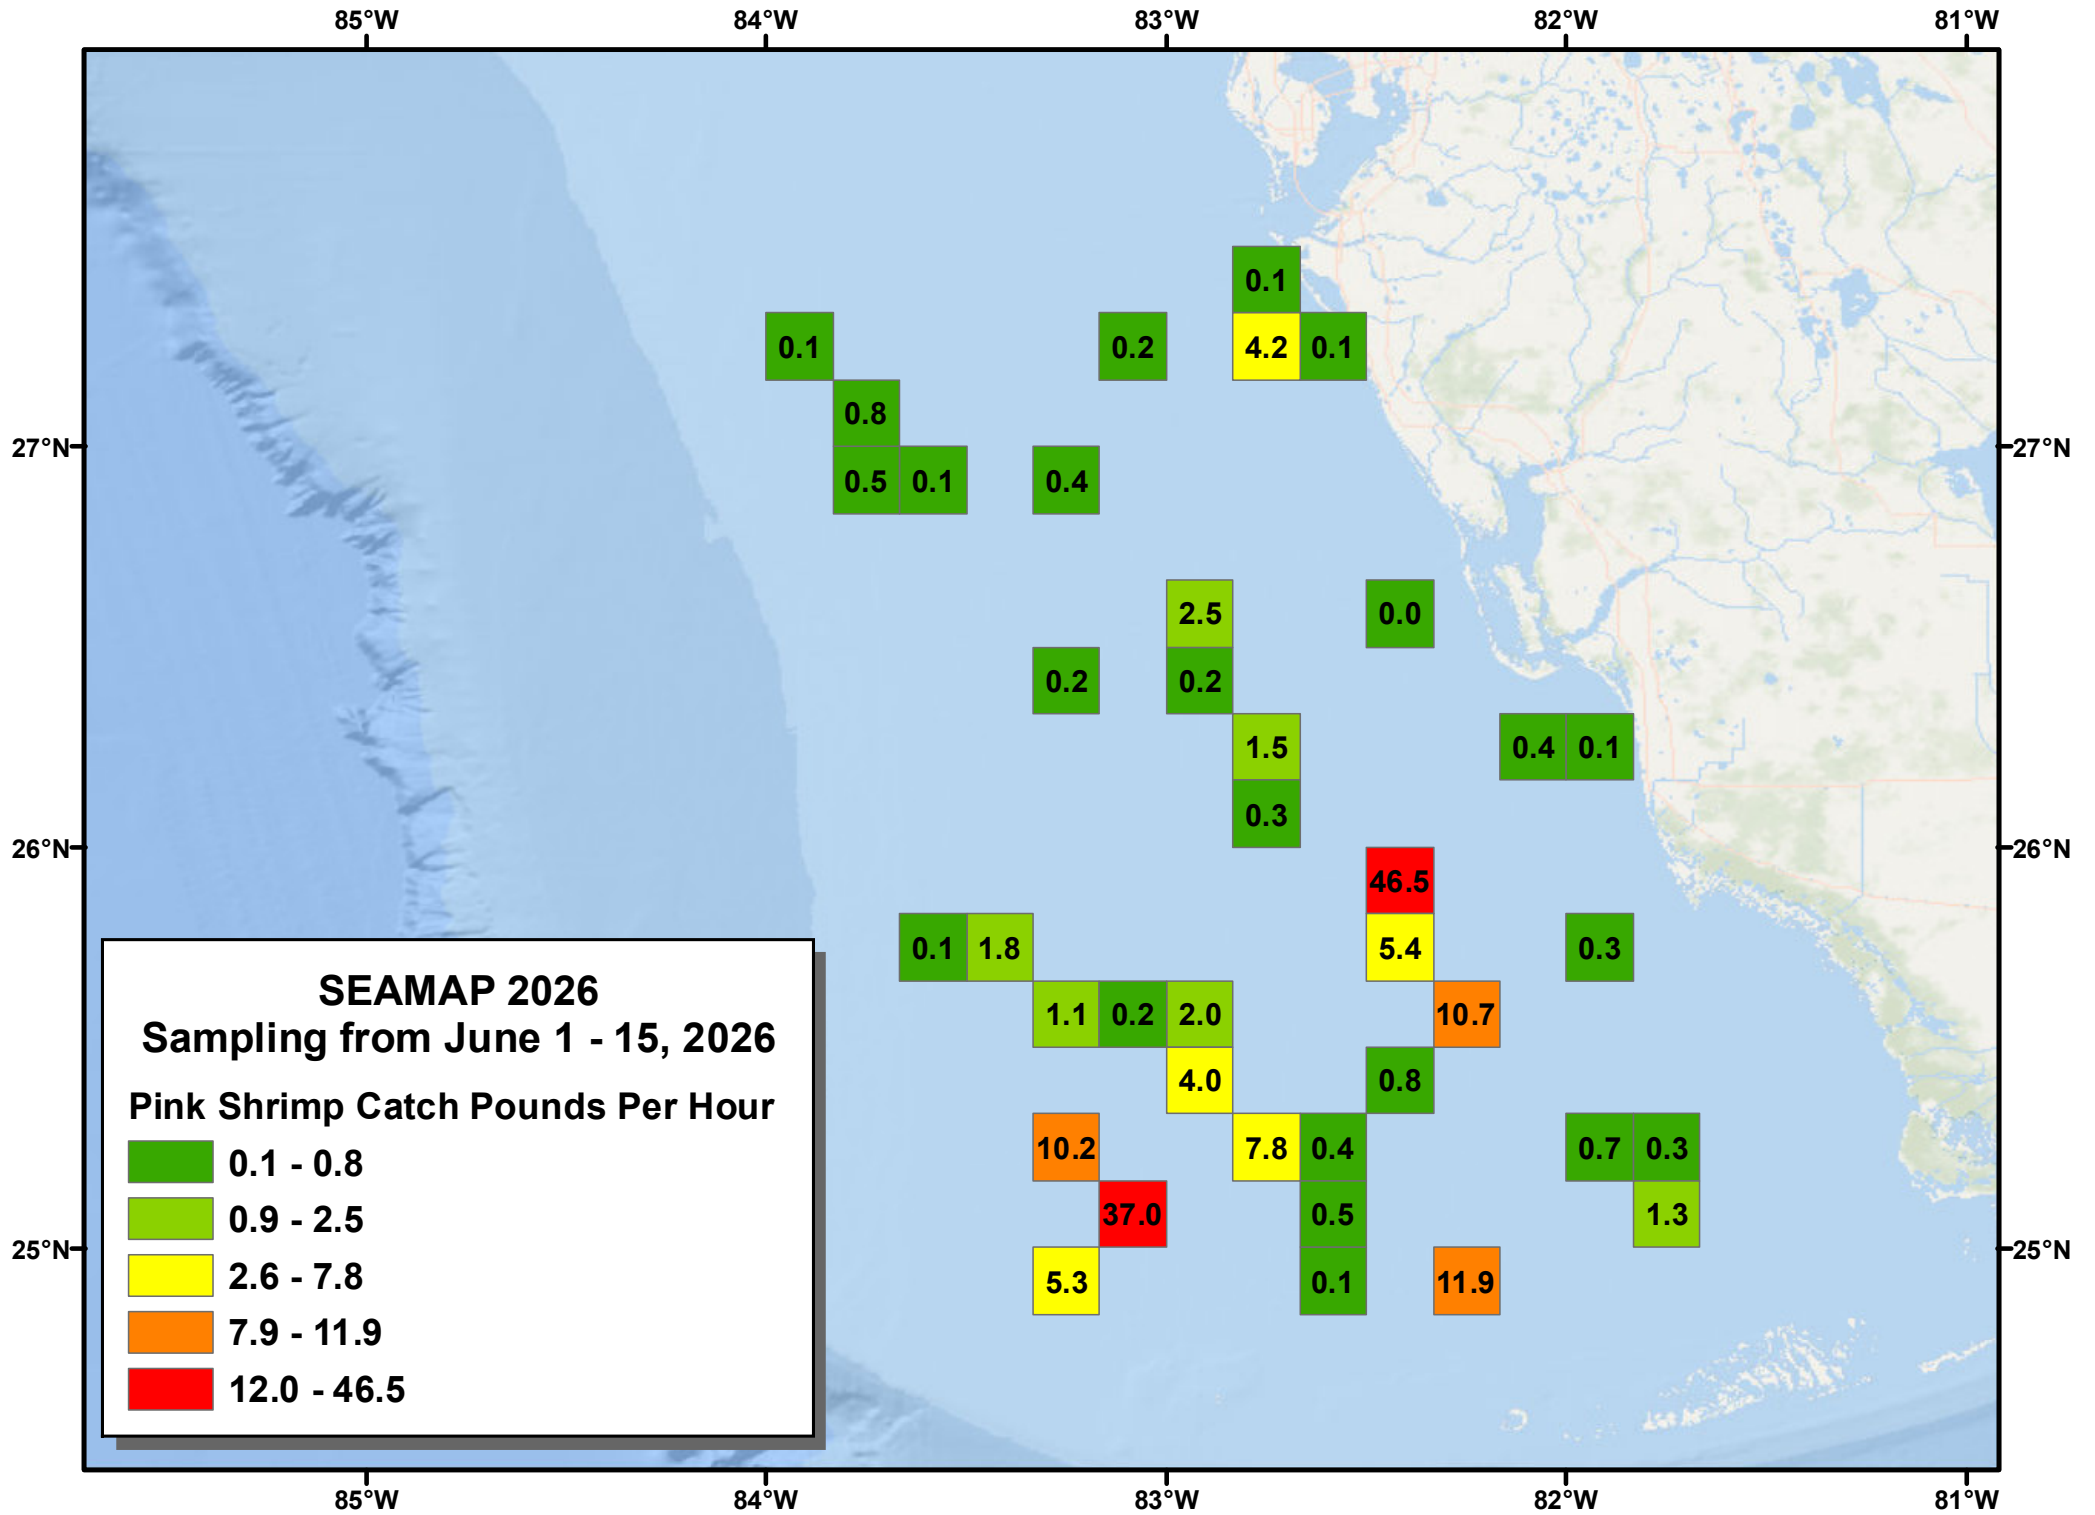 85°W 84°W 83°W 82°W 81°W
0.1
0.1 0.2 4.2 0.1
0.8
27°N 27°N
0.5 0.1 0.4
2.5 0.0
0.2 0.2
1.5 0.4 0.1
0.3
26°N 26°N
46.5
0.1 1.8 5.4 0.3
1.1 0.2 2.0 10.7
4.0 0.8
10.2 7.8 0.4 0.7 0.3
37.0 0.5 1.3
25°N 25°N
5.3 0.1 11.9
SEAMAP 2026
Sampling from June 1 - 15, 2026
Pink Shrimp Catch Pounds Per Hour
0.1 - 0.8
0.9 - 2.5
2.6 - 7.8
7.9 - 11.9
12.0 - 46.5
85°W 84°W 83°W 82°W 81°W